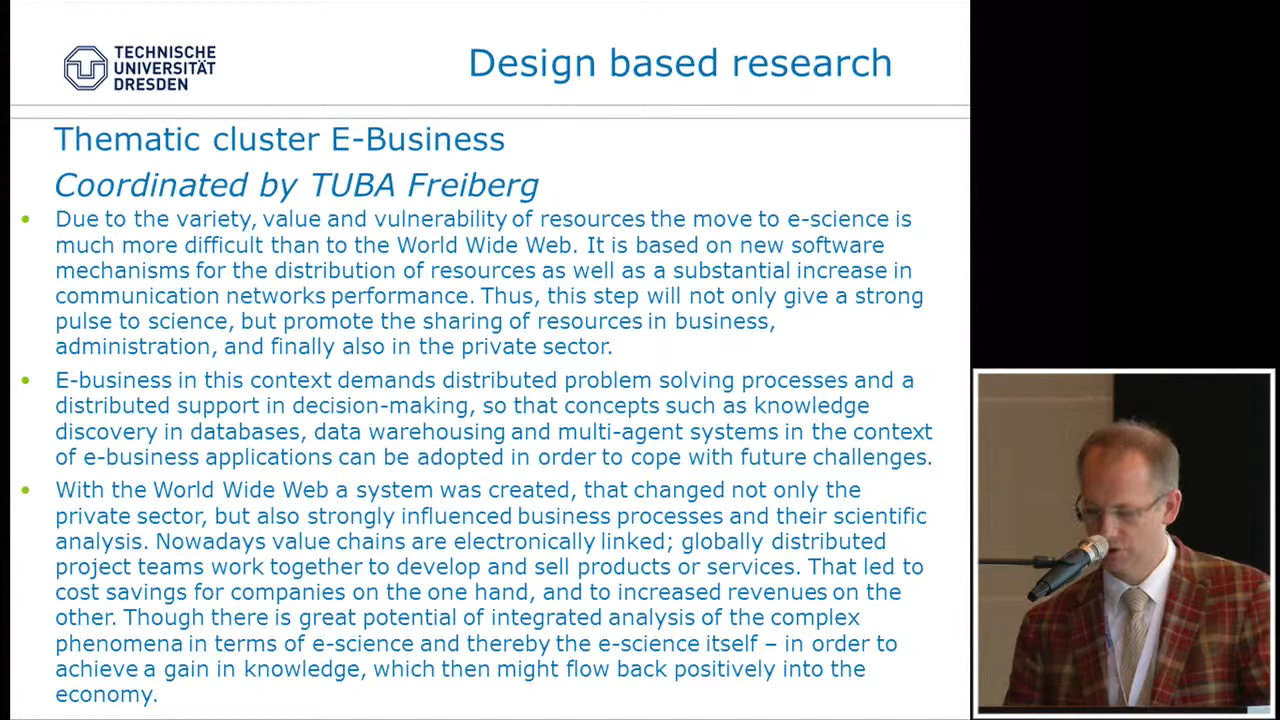 TECHNISCHE
UNIVERSITÄT
DRESDEN
Design based research
Thematic cluster E-Business
Coordinated by TUBA Freiberg
• Due to the variety, value and vulnerability of resources the move to e-science is
much more difficult than to the World Wide Web. It is based on new software
mechanisms for the distribution of resources as well as a substantial increase in
communication networks performance. Thus, this step will not only give a strong
pulse to science, but promote the sharing of resources in business,
administration, and finally also in the private sector.
• E-business in this context demands distributed problem solving processes and a
distributed support in decision-making, so that concepts such as knowledge
discovery in databases, data warehousing and multi-agent systems in the context
of e-business applications can be adopted in order to cope with future challenges.
• With the World Wide Web a system was created, that changed not only the
private sector, but also strongly influenced business processes and their scientific
analysis. Nowadays value chains are electronically linked; globally distributed
project teams work together to develop and sell products or services. That led to
cost savings for companies on the one hand, and to increased revenues on the
other. Though there is great potential of integrated analysis of the complex
phenomena in terms of e-science and thereby the e-science itself – in order to
achieve a gain in knowledge, which then might flow back positively into the
economy.